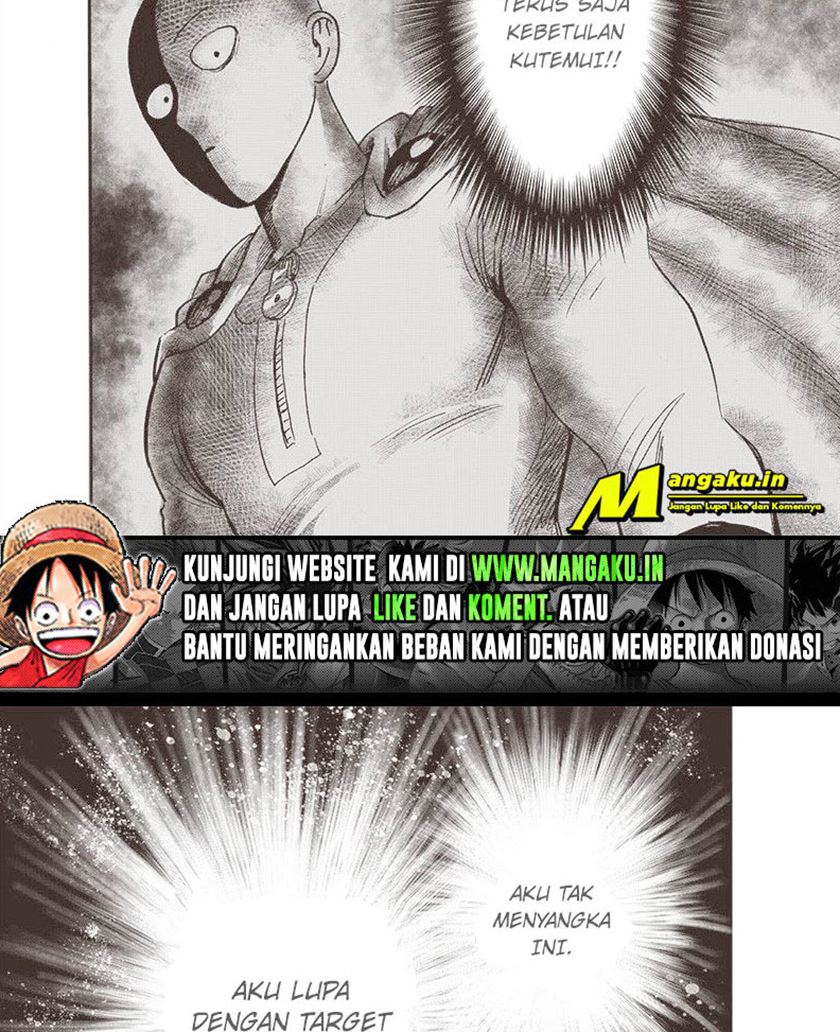 TERUS SAJA
KEBETULAN
KUTEMUI!!
Mangaku.in
Jangan Lupa Like dan Komennya
KUNJUNGI WEBSITE KAMI DI WWW.MANGAKU.IN
DAN JANGAN LUPA LIKE DAN KOMENT. ATAU
BANTU MERINGANKAN BEBAN KAMI DENGAN MEMBERIKAN DONASI
AKU TAK
MENYANGKA
INI.
AKU LUPA
DENGAN TARGET